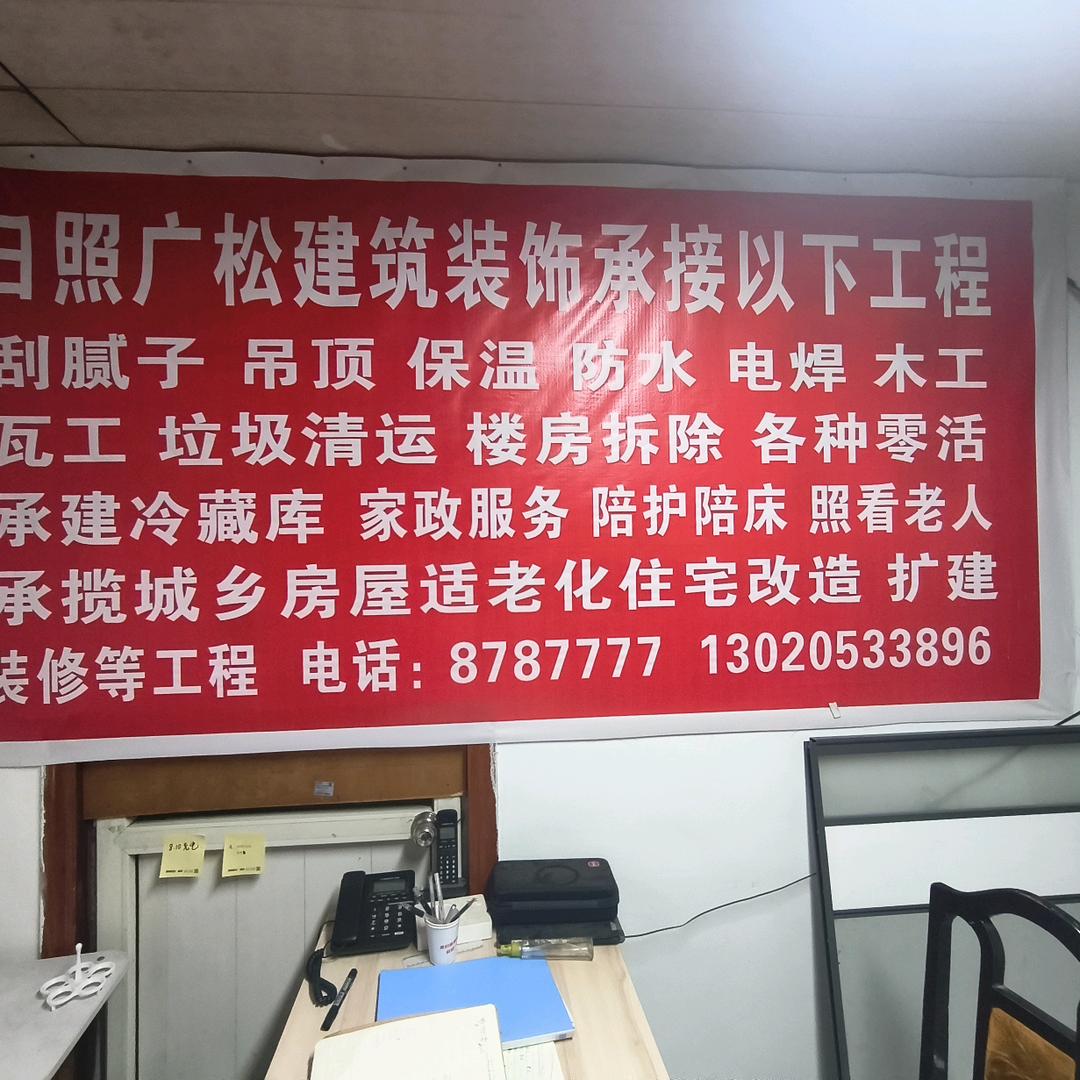 日照广松建筑装饰承接以下工程
刮腻子 吊顶 保温 防水 电焊 木工
瓦工 垃圾清运 楼房拆除 各种零活
承建冷藏库 家政服务 陪护陪床 照看老人
承揽城乡房屋适老化住宅改造 扩建
装修等工程 电话：8787777 13020533896